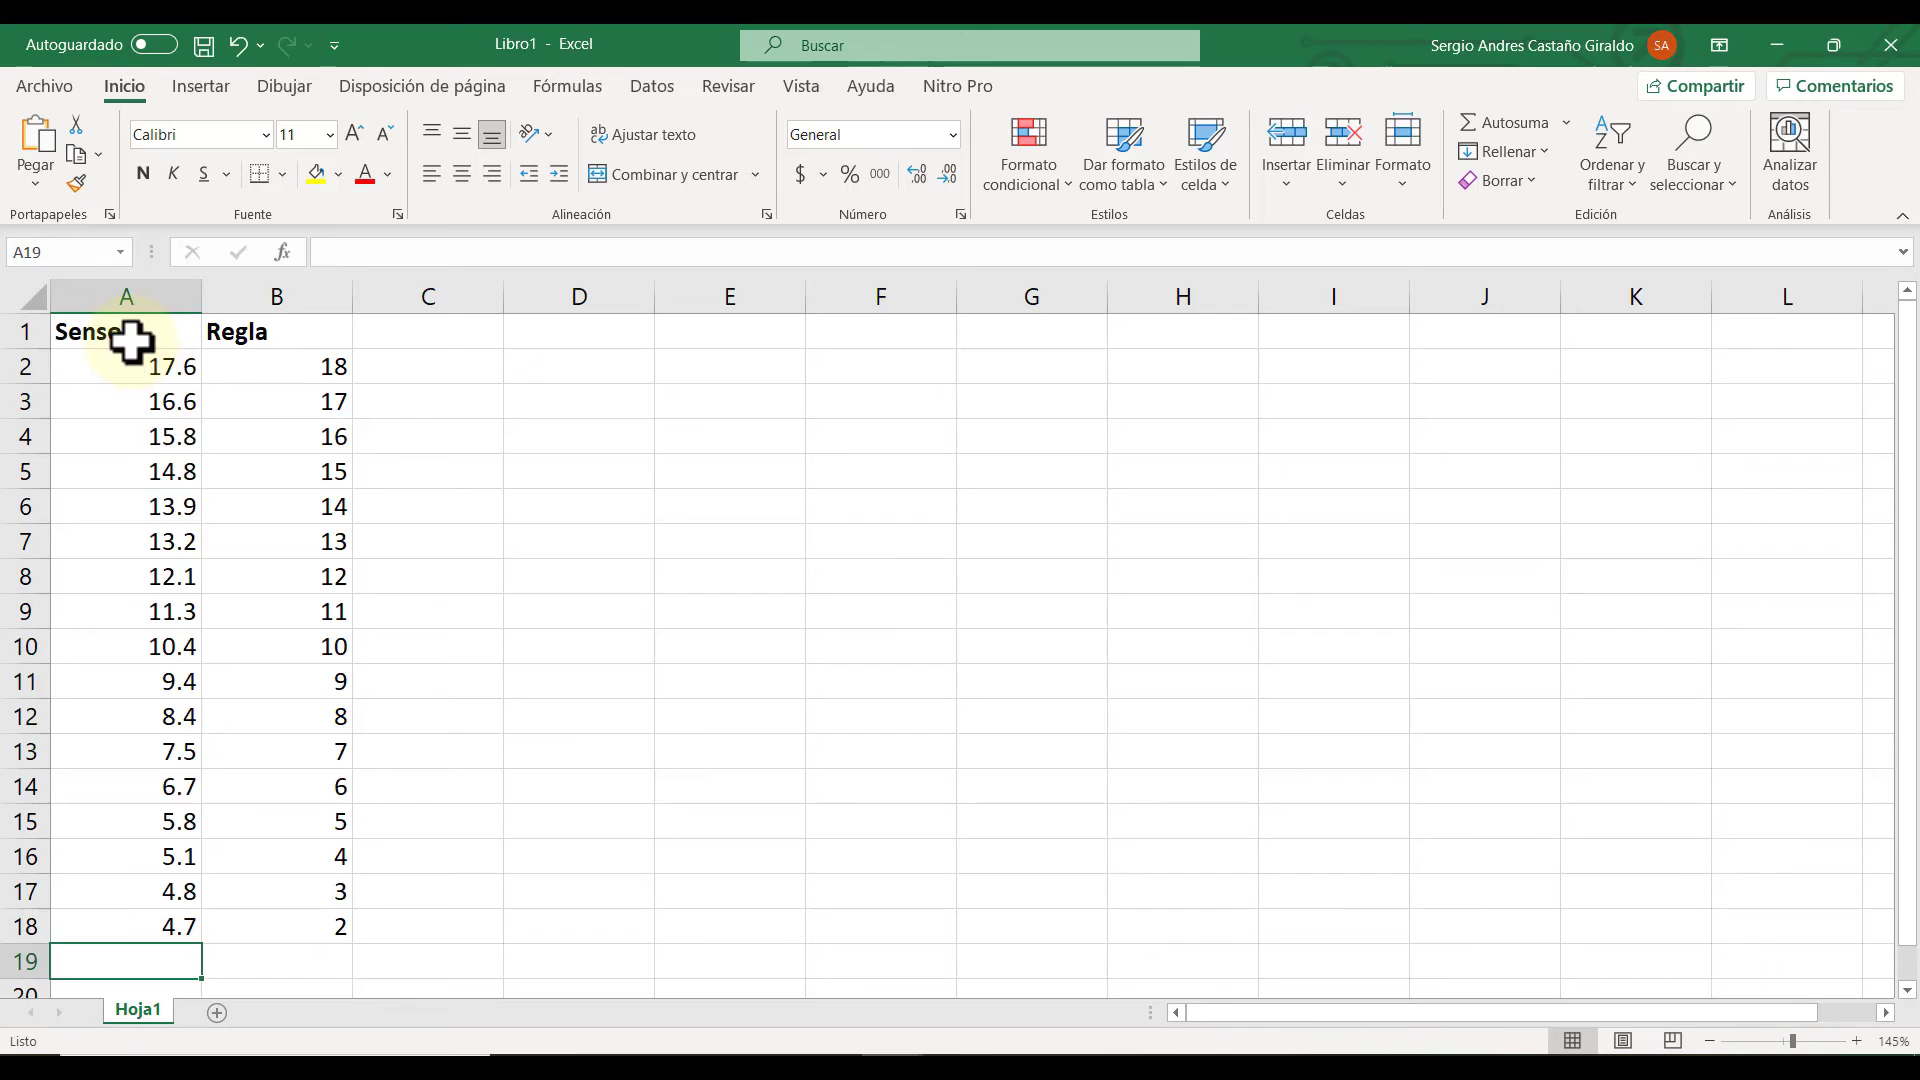 Autoguardado
Libro1 - Excel
Buscar
Sergio Andres Castaño Giraldo
SA
Archivo Inicio Insertar Dibujar Disposición de página Fórmulas Datos Revisar Vista Ayuda Nitro Pro
Compartir
Comentarios
Pegar
Calibri 11
N K S
Ajustar texto
Combinar y centrar
General
$ % 000
Formato condicional
Dar formato como tabla
Estilos de celda
Insertar
Eliminar
Formato
Autosuma
Rellenar
Borrar
Ordenar y filtrar
Buscar y seleccionar
Analizar datos
Portapapeles Fuente Alineación Número Estilos Celdas Edición Análisis
A19 fx
A B C D E F G H I J K L
1 Regla
2 17.6 18
3 16.6 17
4 15.8 16
5 14.8 15
6 13.9 14
7 13.2 13
8 12.1 12
9 11.3 11
10 10.4 10
11 9.4 9
12 8.4 8
13 7.5 7
14 6.7 6
15 5.8 5
16 5.1 4
17 4.8 3
18 4.7 2
19
20
Hoja1
Listo
145%